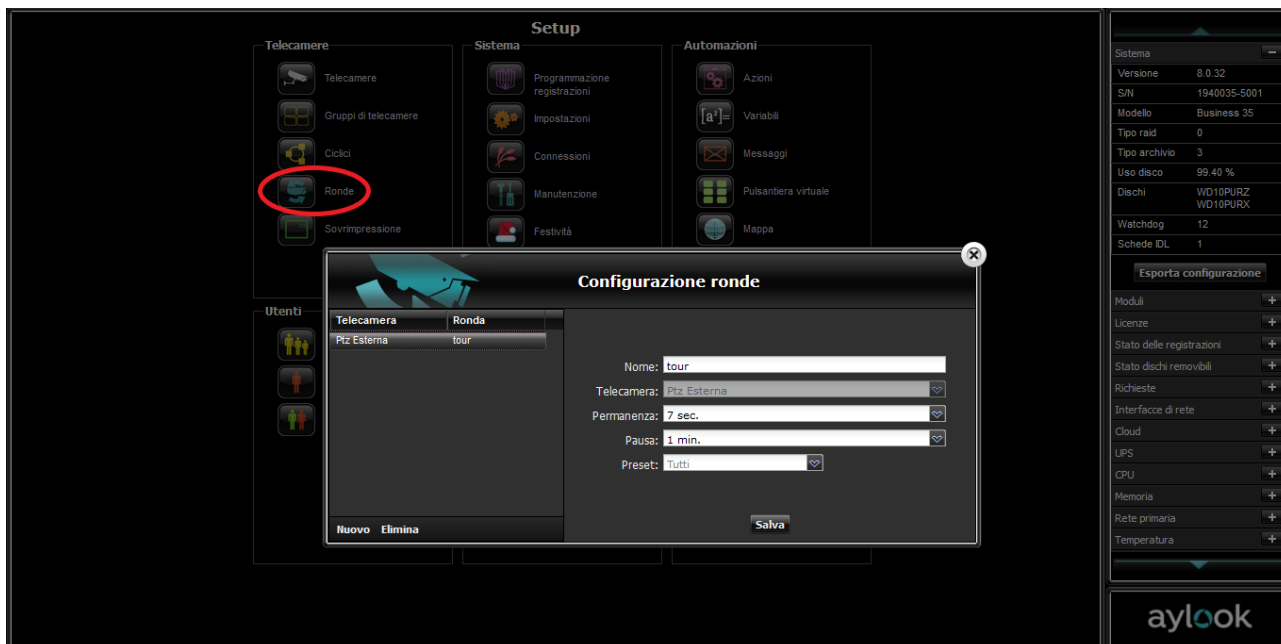 Setup
Telecamere
Telecamere
Gruppi di telecamere
Ciclici
Ronde
Sovrimpressione
Sistema
Programmazione
registrazioni
Impostazioni
Connessioni
Manutenzione
Festività
Automazioni
Azioni
[a²]=
Variabili
Messaggi
Pulsantiera virtuale
Mappa
Utenti
Configurazione ronde
Telecamera Ronda
Ptz Esterna tour
Nome: tour
Telecamera: Ptz Esterna
Permanenza: 7 sec.
Pausa: 1 min.
Preset: Tutti
Nuovo Elimina
Salva
Sistema
Versione 8.0.32
S/N 1940035-5001
Modello Business 35
Tipo raid 0
Tipo archivio 3
Uso disco 99.40 %
Dischi WD10PURZ
WD10PURX
Watchdog 12
Schede IDL 1
Esporta configurazione
Moduli
Licenze
Stato delle registrazioni
Stato dischi removibili
Richieste
Interfacce di rete
Cloud
UPS
CPU
Memoria
Rete primaria
Temperatura
aylook